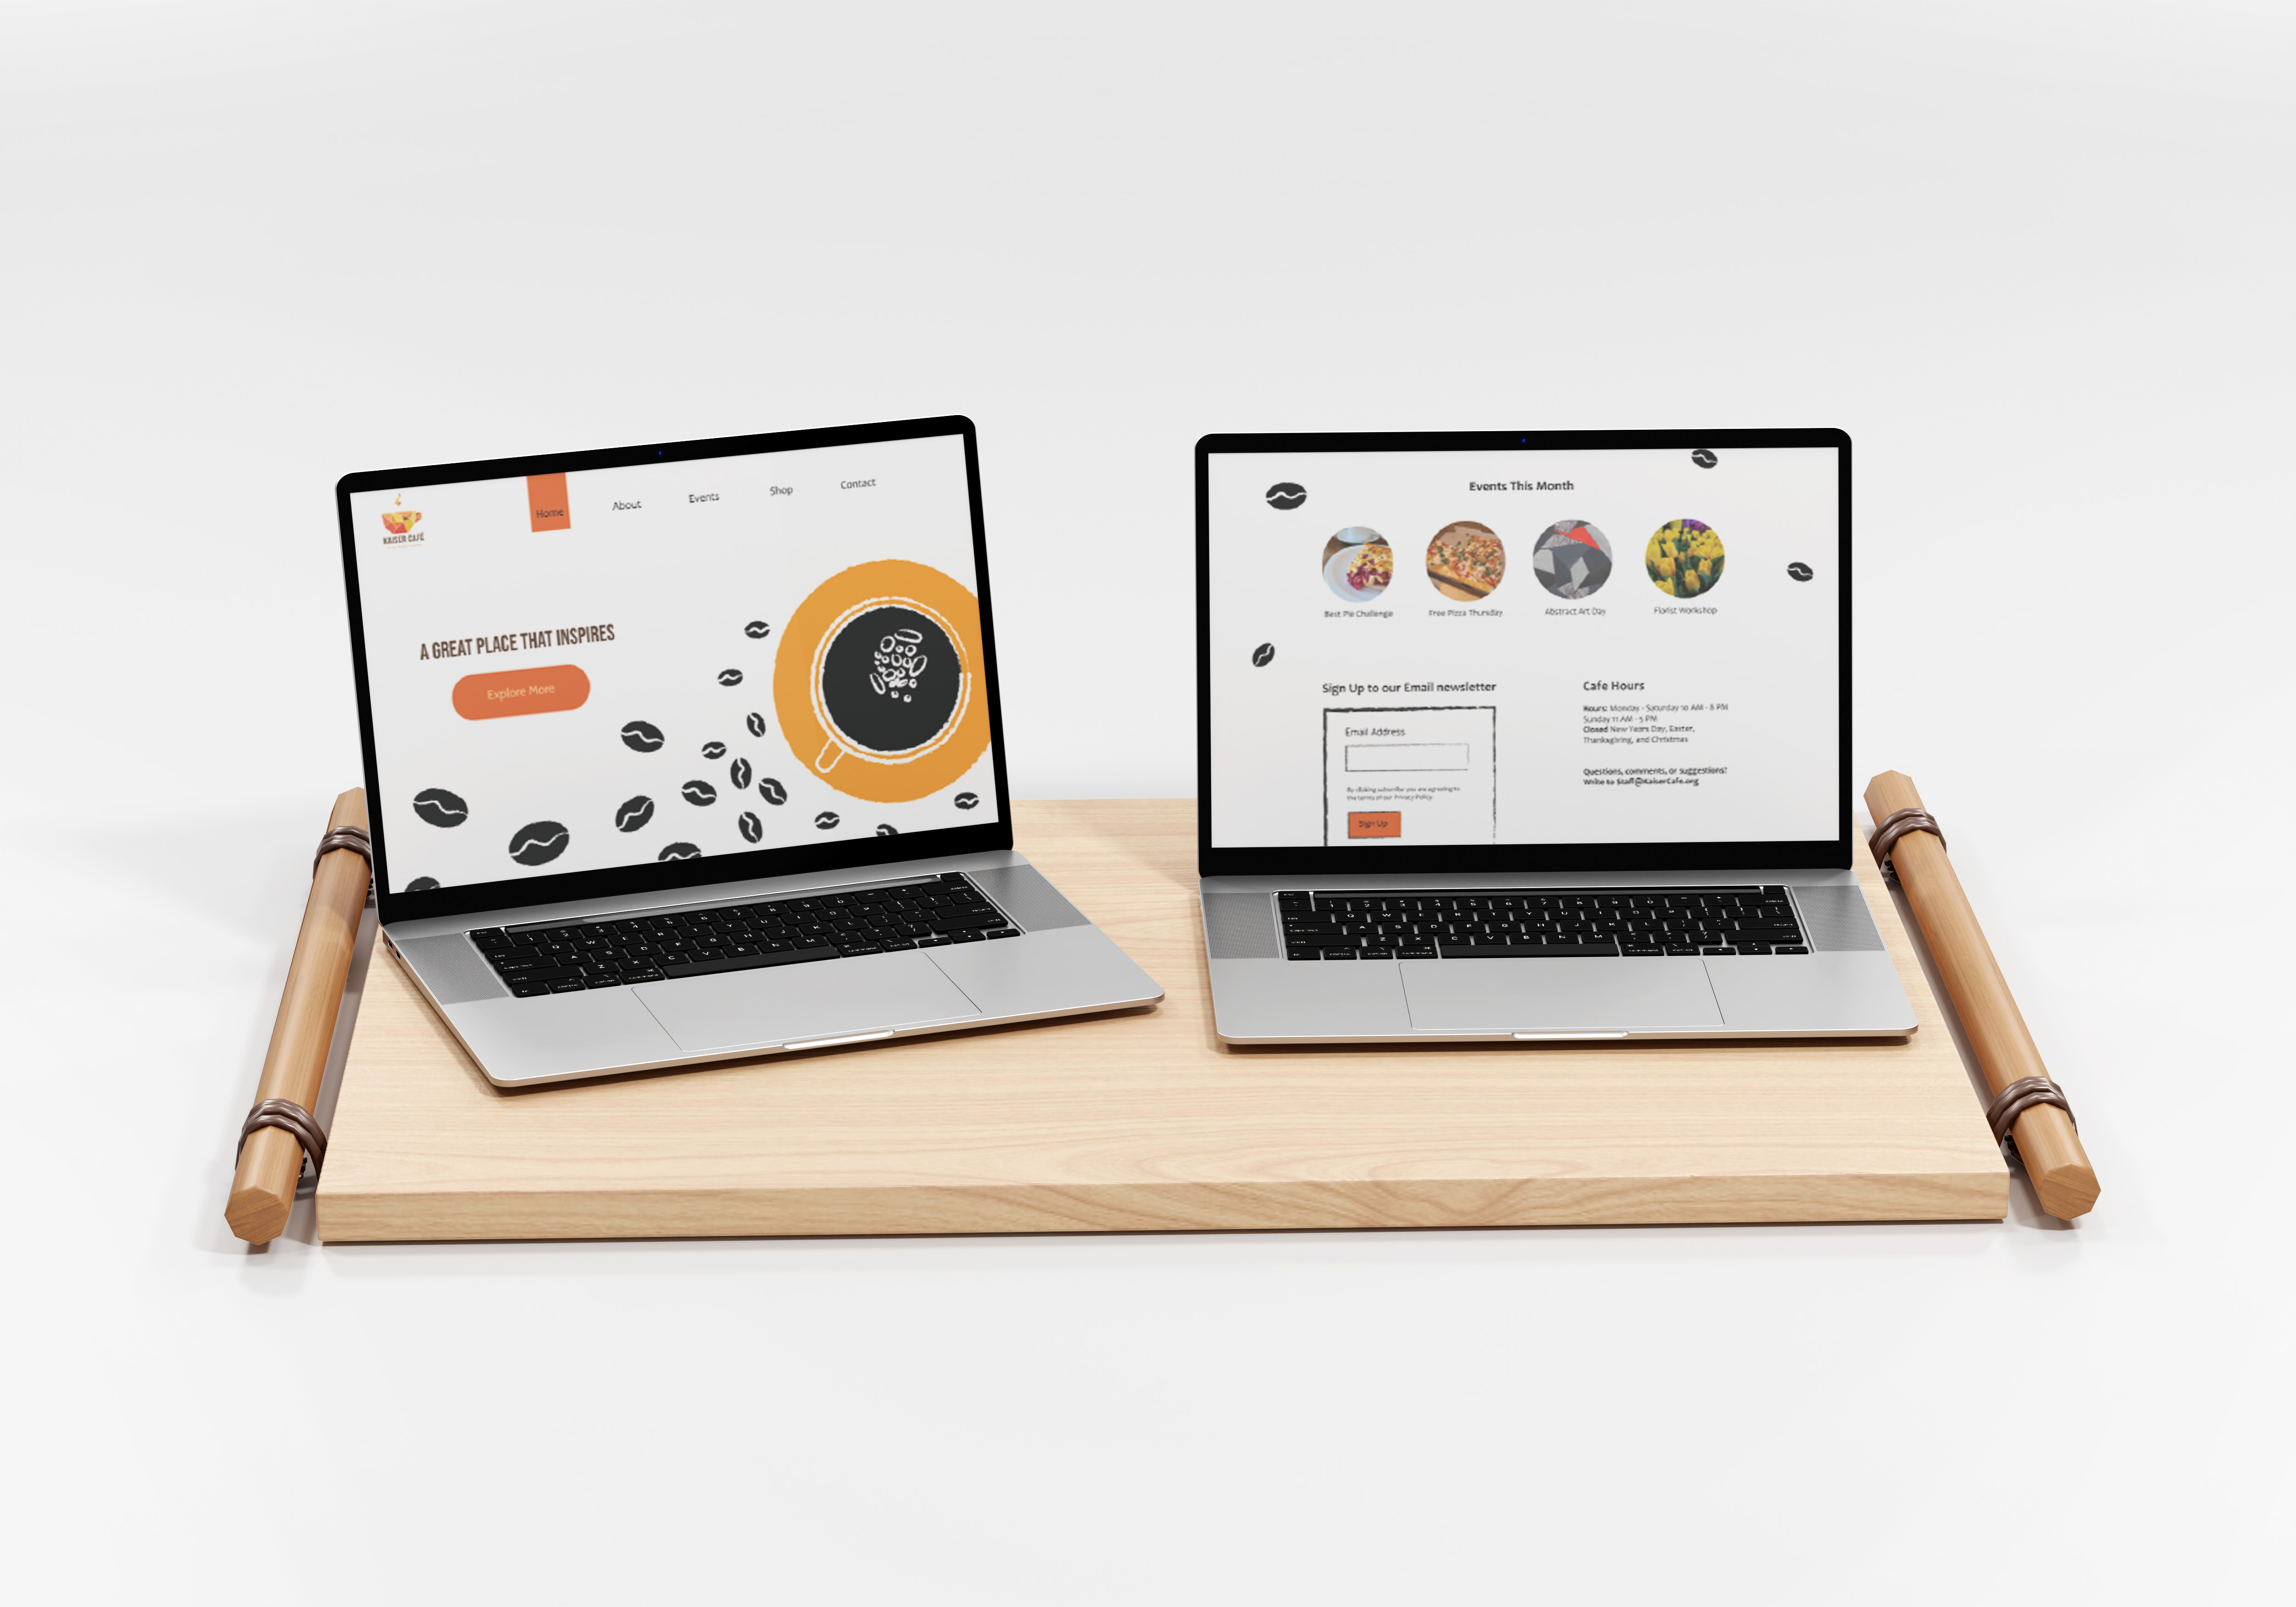 KAISER CAFÉ
Home
About
Events
Shop
Contact
A GREAT PLACE THAT INSPIRES
Explore More
Events This Month
Best Pie Challenge
Free Pizza Thursday
Abstract Art Day
Florist Workshop
Sign Up to our Email newsletter
Email Address
By clicking subscribe you are agreeing to
the terms of our Privacy Policy.
Sign Up
Cafe Hours
Hours: Monday - Saturday 10 AM - 8 PM
Sunday 11 AM - 5 PM
Closed New Years Day, Easter,
Thanksgiving, and Christmas
Questions, comments, or suggestions?
Write to Staff@KaiserCafe.org